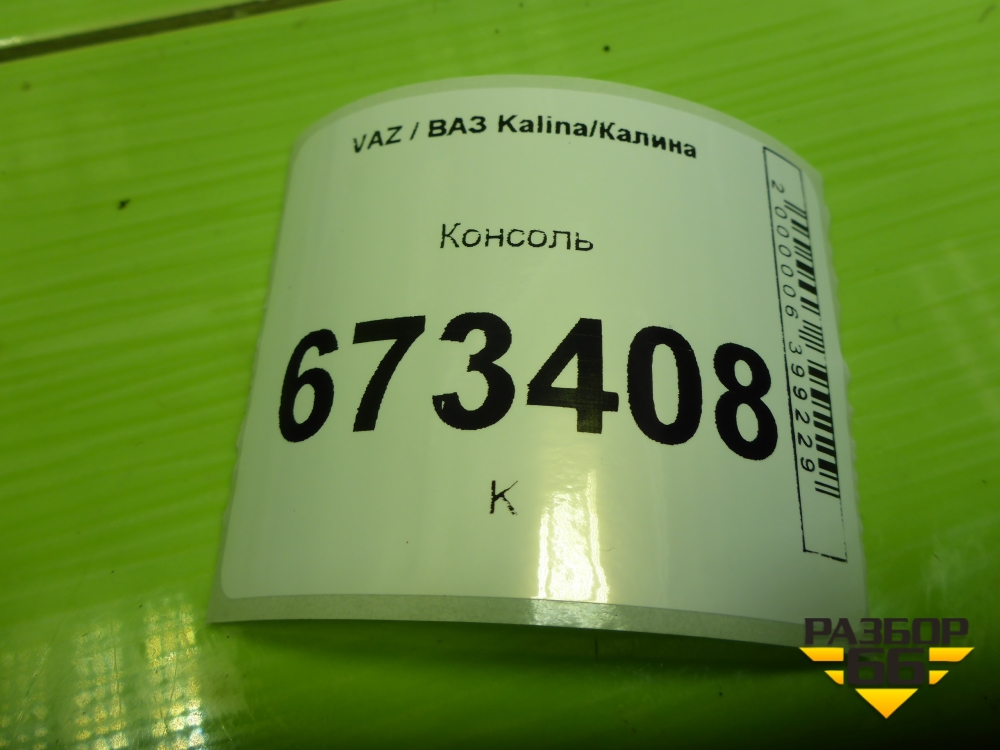 VAZ / ВАЗ Kalina/Калина
Консоль
673408
К
2000006399229
РАЗБОР
66